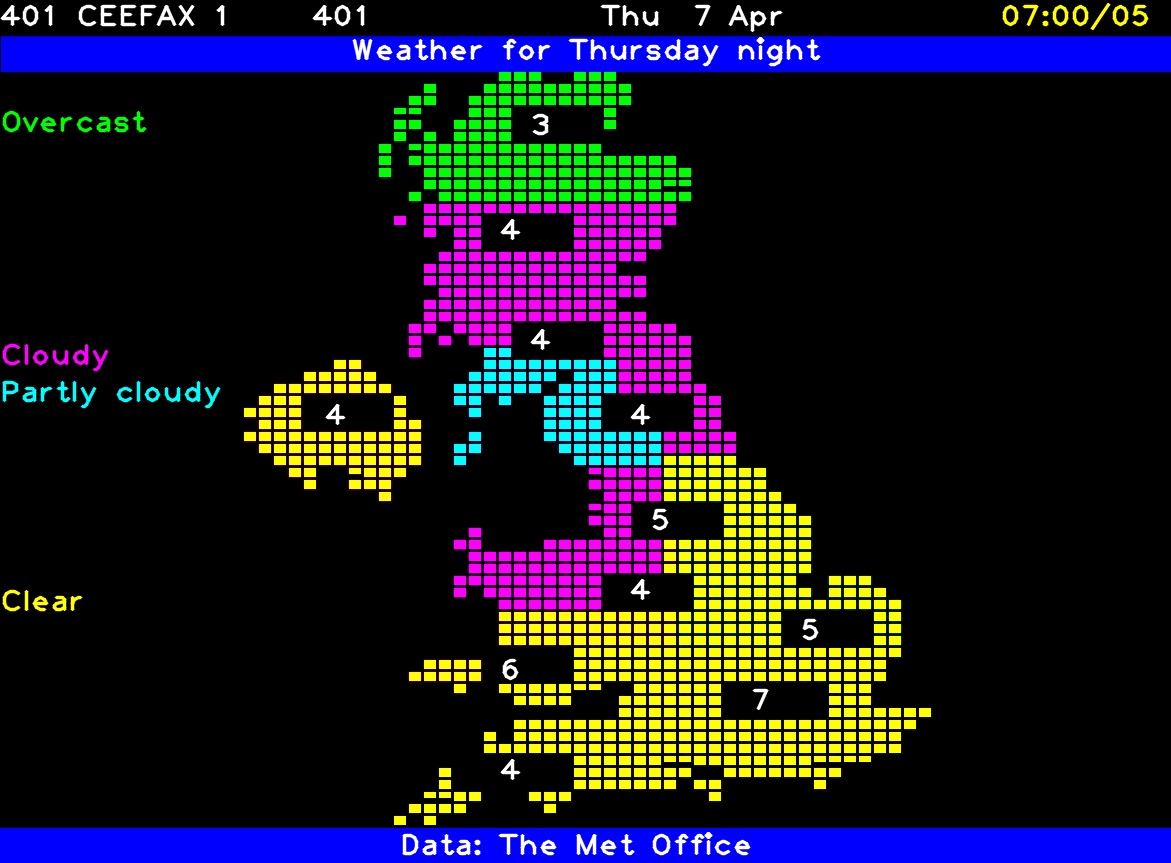 401 CEEFAX 1 401 Thu 7 Apr 07:00/05
Weather for Thursday night
Overcast
3
4
4
Cloudy
Partly cloudy
4 4
5
4
Clear
5
6
7
4
Data: The Met Office